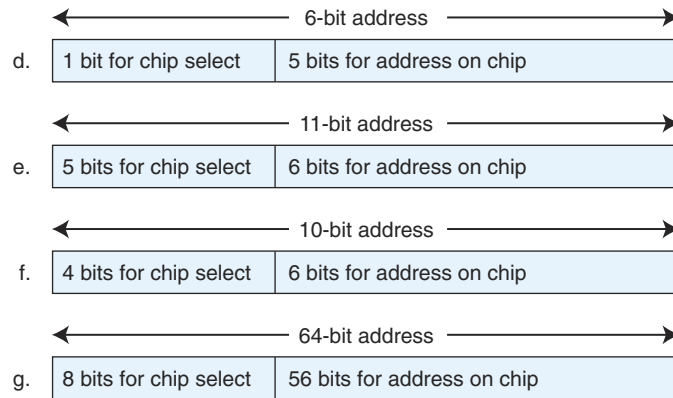 6-bit address
d. 1 bit for chip select 5 bits for address on chip
11-bit address
e. 5 bits for chip select 6 bits for address on chip
10-bit address
f. 4 bits for chip select 6 bits for address on chip
64-bit address
g. 8 bits for chip select 56 bits for address on chip